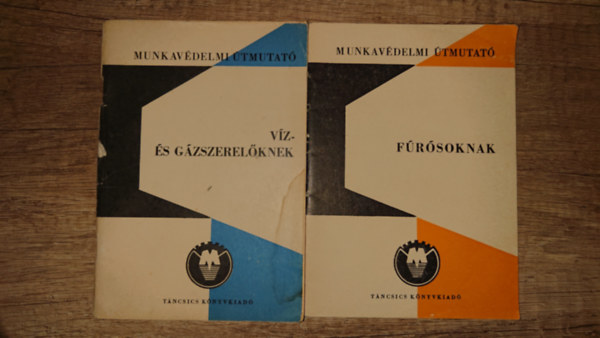 MUNKAVÉDELMI ÚTMUTATÓ
VÍZ-
ÉS GÁZSZERELŐKNEK
M
TÁNCSICS KÖNYVKIADÓ
MUNKAVÉDELMI ÚTMUTATÓ
FÚRÓSOKNAK
M
TÁNCSICS KÖNYVKIADÓ